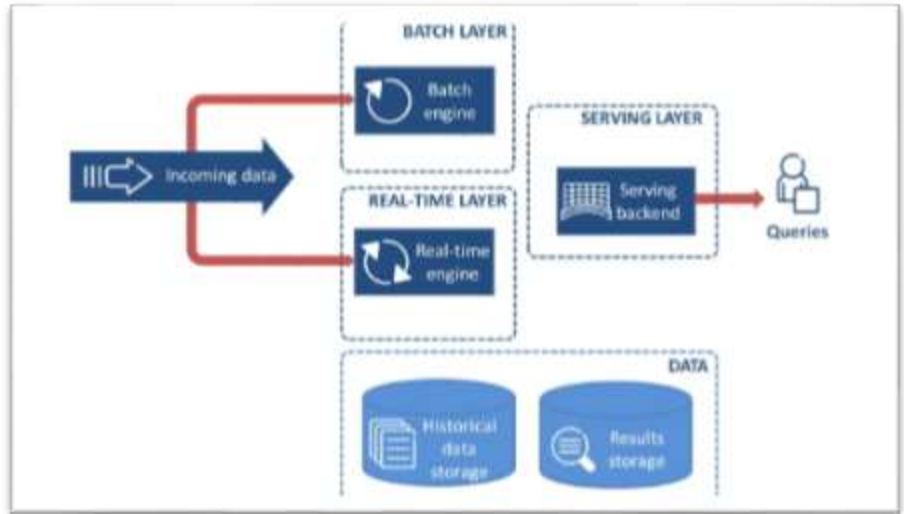 BATCH LAYER
Batch
engine
Incoming data
REAL-TIME LAYER
Real-time
engine
SERVING LAYER
Serving
backend
Queries
DATA
Historical
data
storage
Results
storage